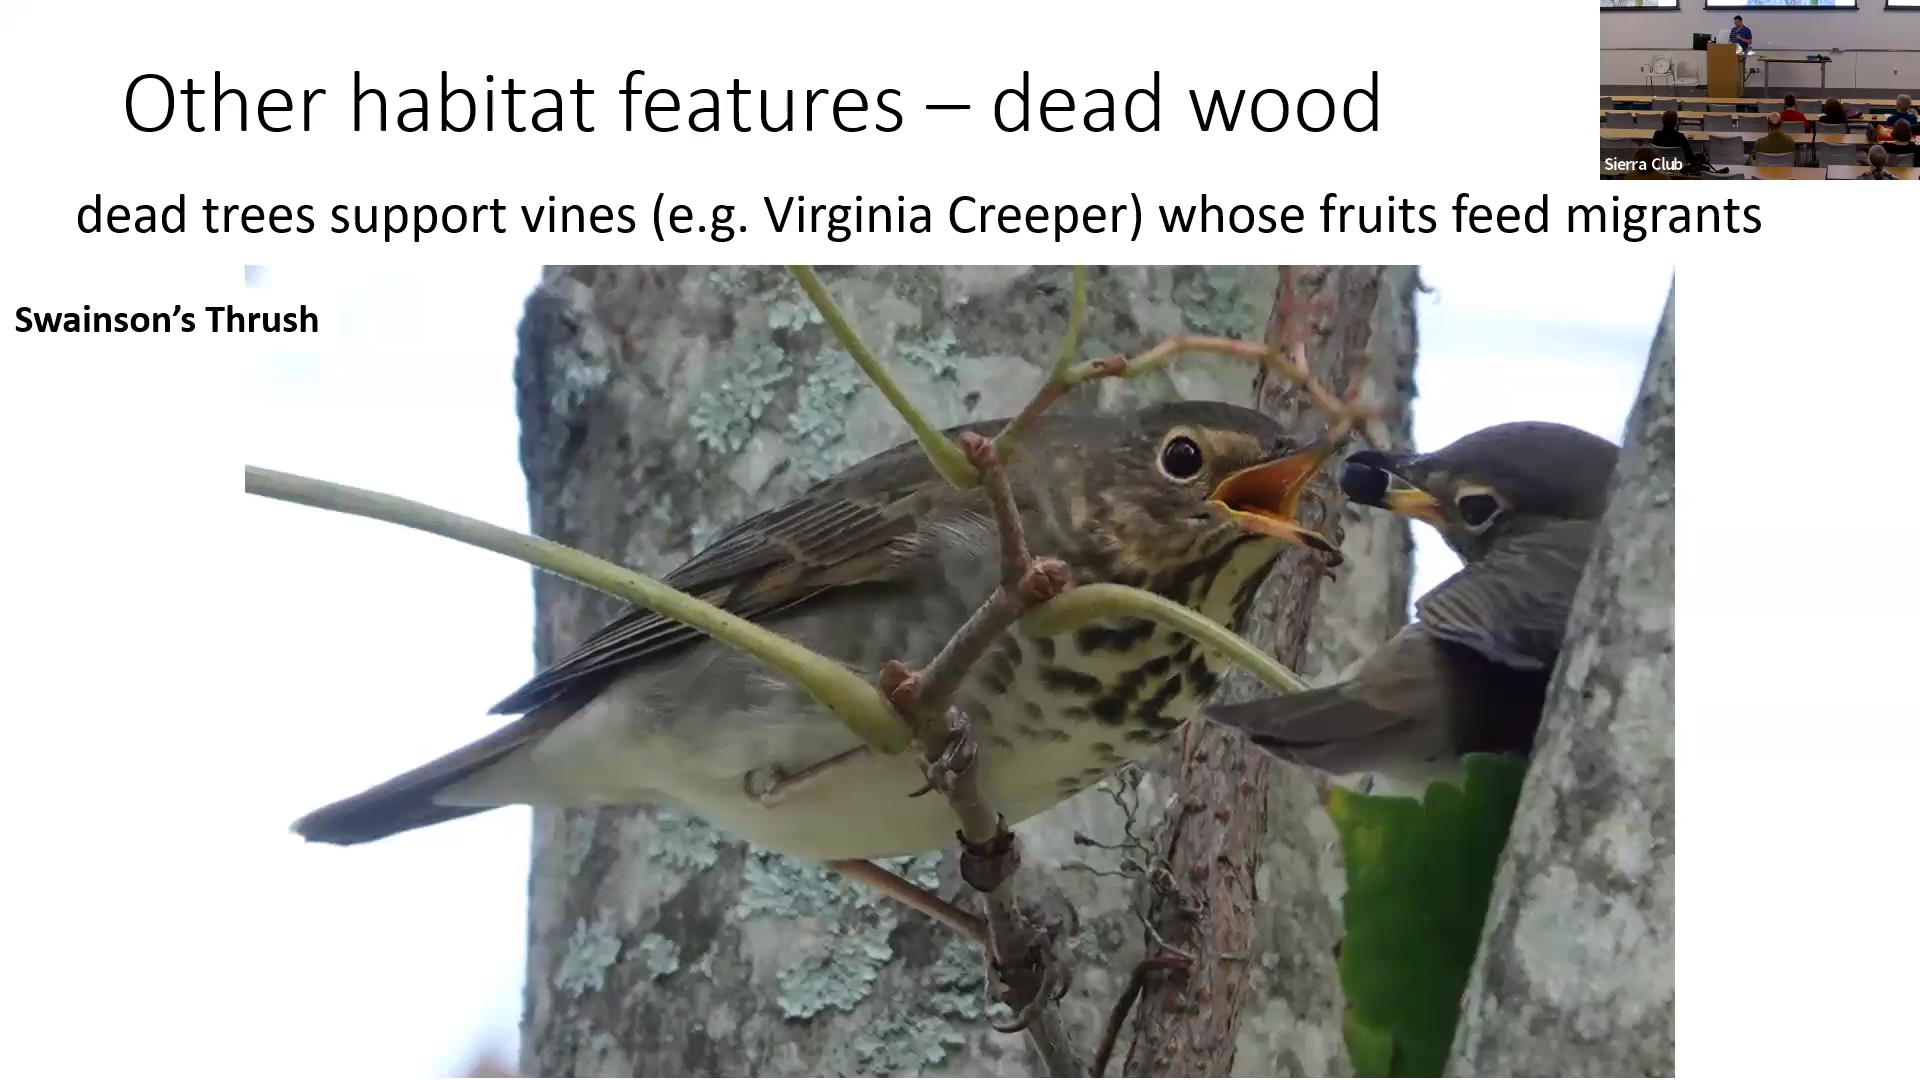 Other habitat features – dead wood
Sierra Club
dead trees support vines (e.g. Virginia Creeper) whose fruits feed migrants
Swainson’s Thrush